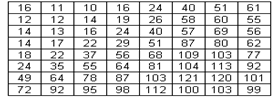 16 11 10 16 24 40 51 61
12 12 14 19 26 58 60 55
14 13 16 24 40 57 69 56
14 17 22 29 51 87 80 62
18 22 37 56 68 109 103 77
24 35 55 64 81 104 113 92
49 64 78 87 103 121 120 101
72 92 95 98 112 100 103 99